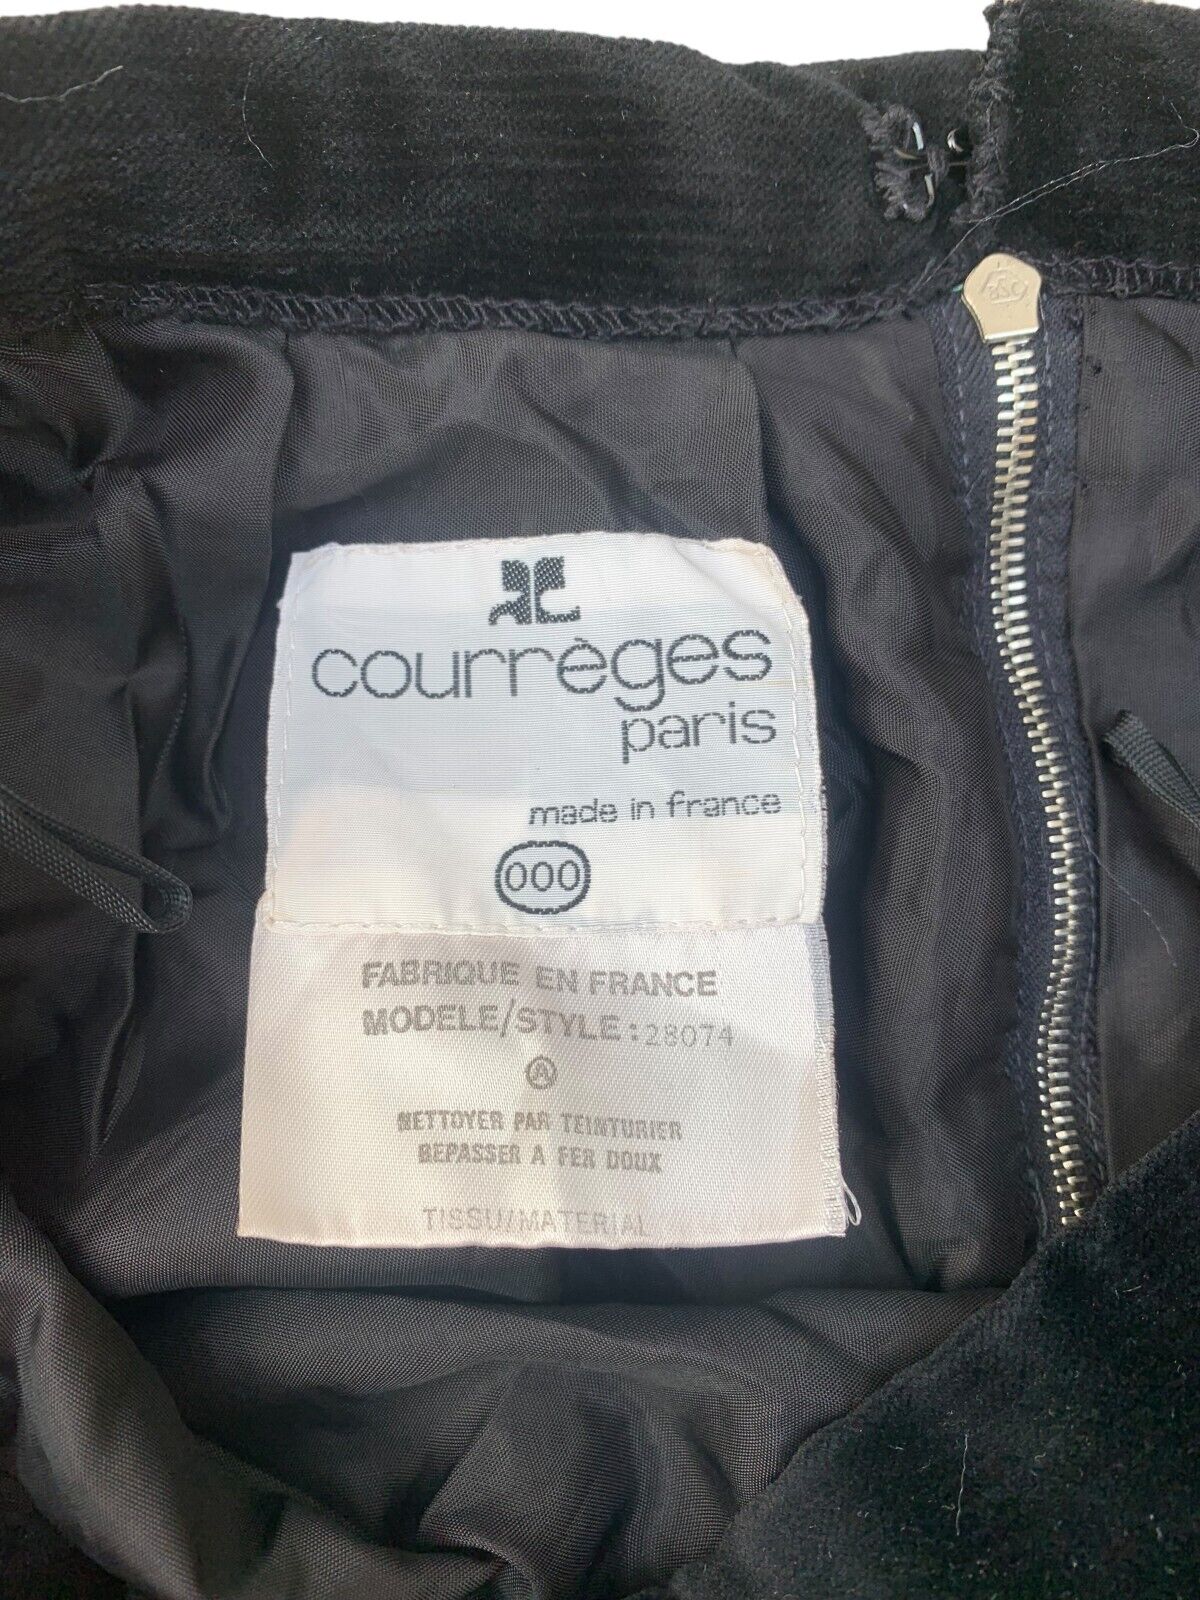 courrèges
paris
made in france
000
FABRIQUE EN FRANCE
MODELE/STYLE:28074
A
NETTOYER PAR TEINTURIER
REPASSER A FER DOUX
TISSU/MATERIAL